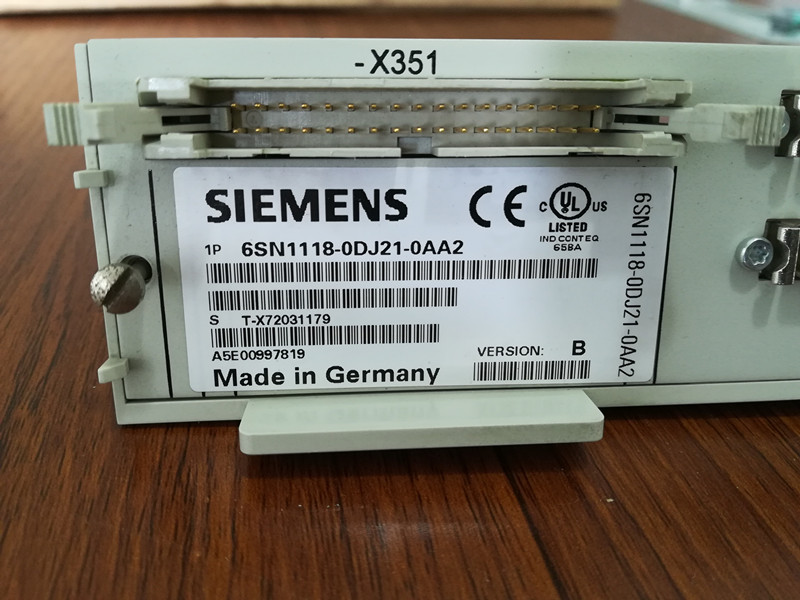 -X351
SIEMENS
CE
C UL US
LISTED
IND CONT EQ
65BA
1P 6SN1118-0DJ21-0AA2
S T-X72031179
A5E00997819
VERSION: B
Made in Germany
6SN1118-0DJ21-0AA2